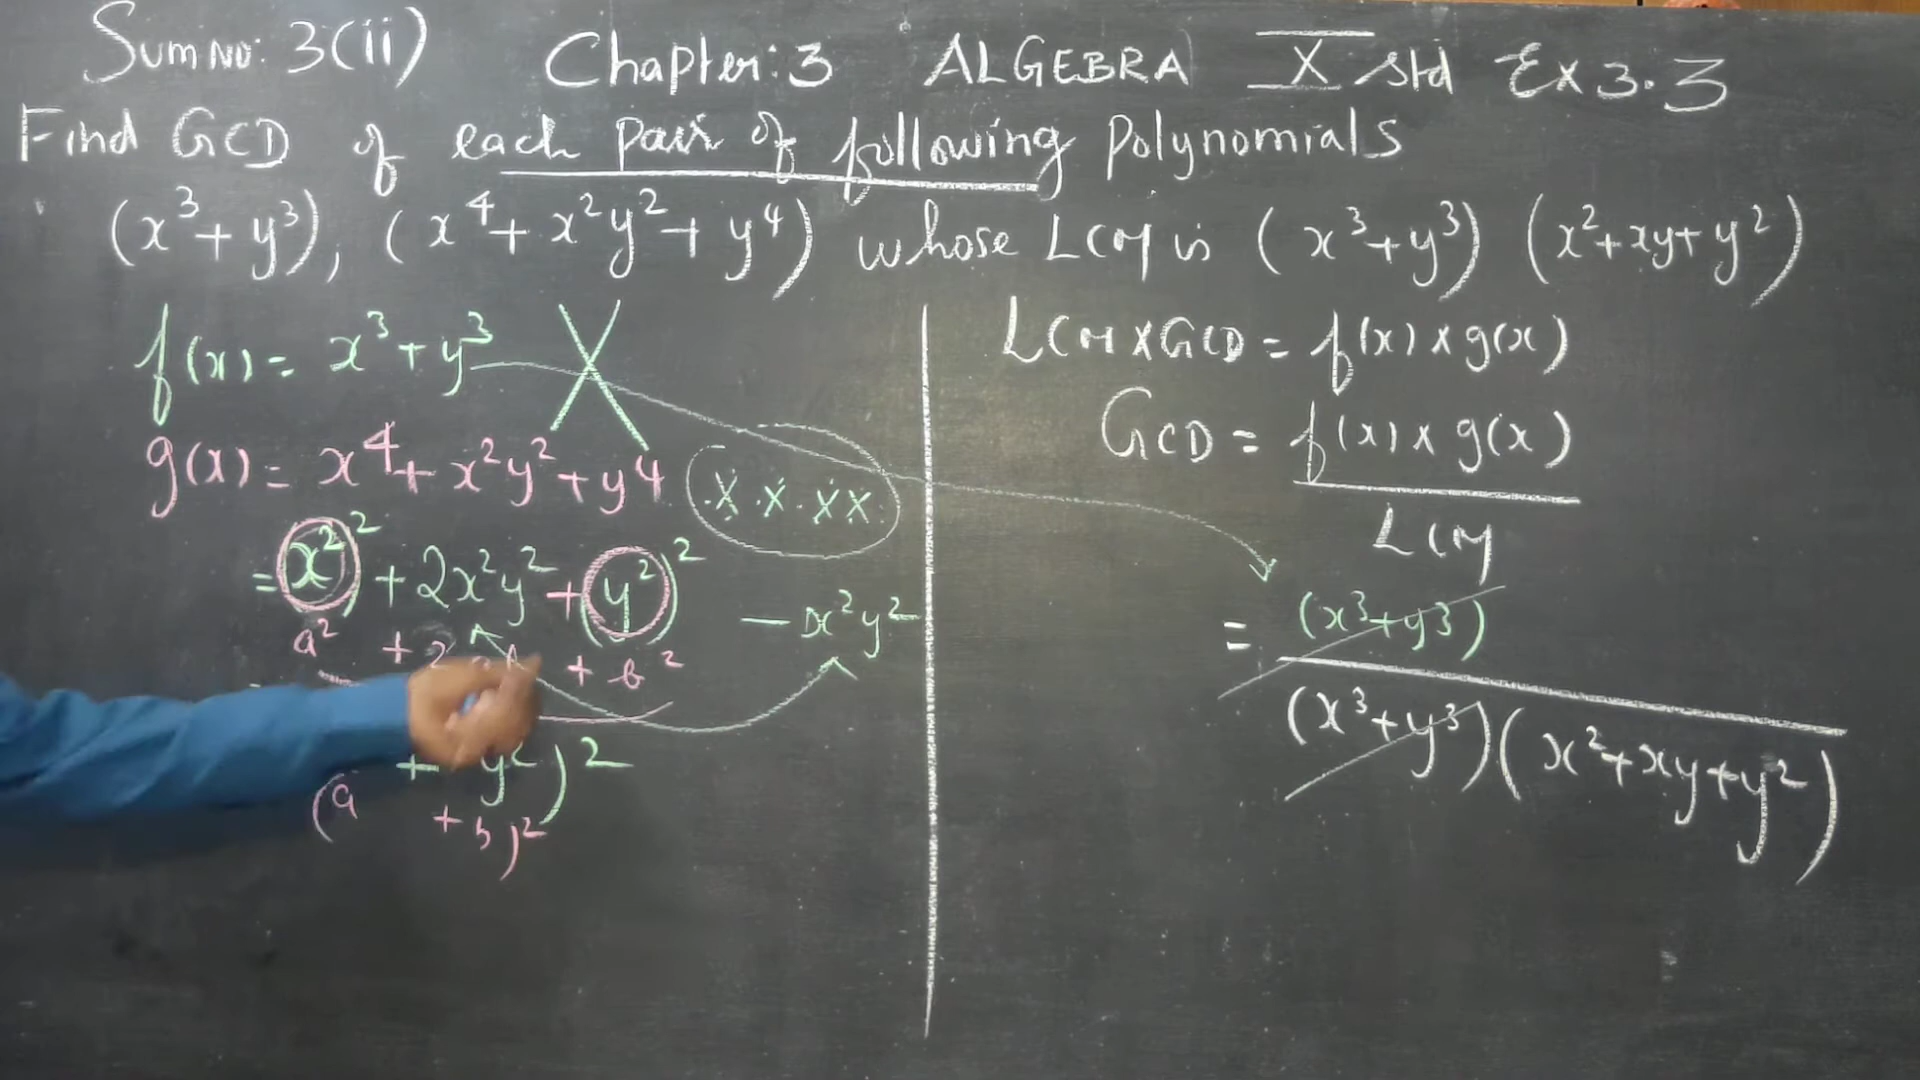 Sum No: 3(ii) Chapter: 3 ALGEBRA X std Ex 3.3
Find GCD of each pair of following polynomials
(x³ + y³), (x⁴ + x²y² + y⁴) whose LCM is (x³ + y³) (x² + xy + y²)
f(x) = x³ + y³
g(x) = x⁴ + x²y² + y⁴
·X ·X ·X X
= (x²)² + 2x²y² + (y²)² - x²y²
a² + 2 + b²
+ y²)²
(a + b)²
LCM × GCD = f(x) × g(x)
GCD = f(x) × g(x)
LCM
= (x³ + y³)
(x³ + y³)(x² + xy + y²)